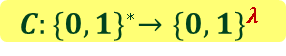 C: {0, 1}* → {0, 1}^λ